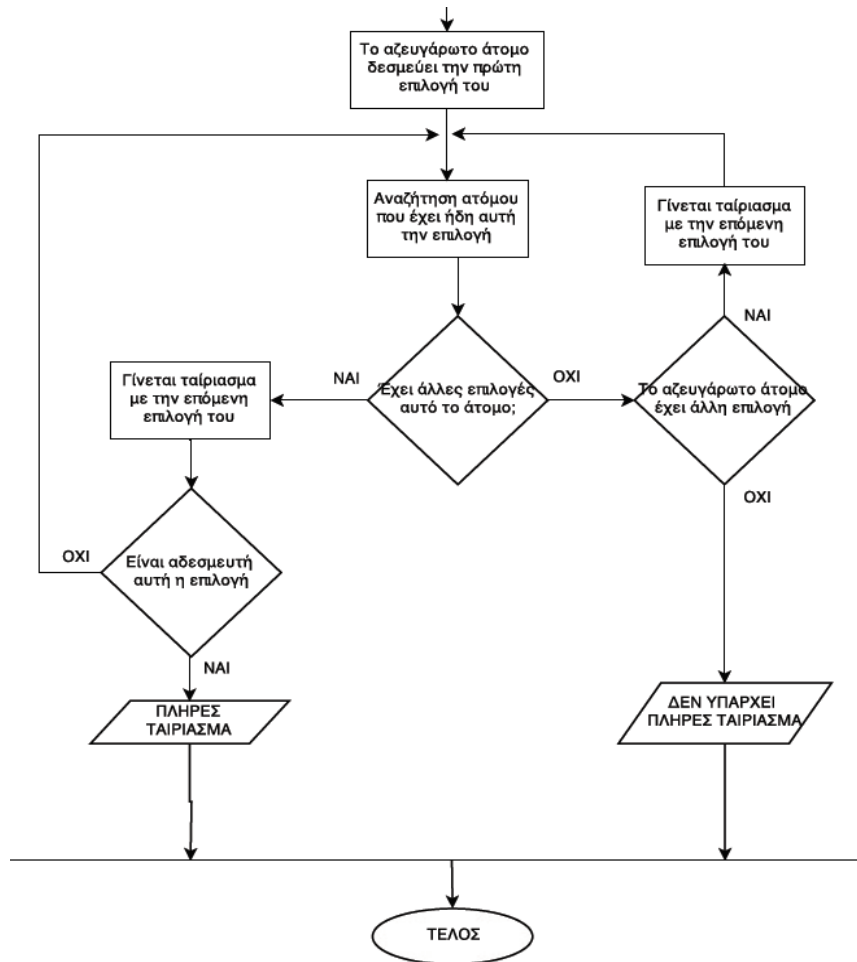 Το αζευγάρωτο άτομο
δεσμεύει την πρώτη
επιλογή του
Αναζήτηση ατόμου
που έχει ήδη αυτή
την επιλογή
Γίνεται ταίριασμα
με την επόμενη
επιλογή του
ΝΑΙ
Έχει άλλες επιλογές
αυτό το άτομο;
ΟΧΙ
Το αζευγάρωτο άτομο
έχει άλλη επιλογή
ΝΑΙ
Γίνεται ταίριασμα
με την επόμενη
επιλογή του
ΟΧΙ
ΟΧΙ
Είναι αδεσμευτή
αυτή η επιλογή
ΝΑΙ
ΠΛΗΡΕΣ
ΤΑΙΡΙΑΣΜΑ
ΔΕΝ ΥΠΑΡΧΕΙ
ΠΛΗΡΕΣ ΤΑΙΡΙΑΣΜΑ
ΤΕΛΟΣ